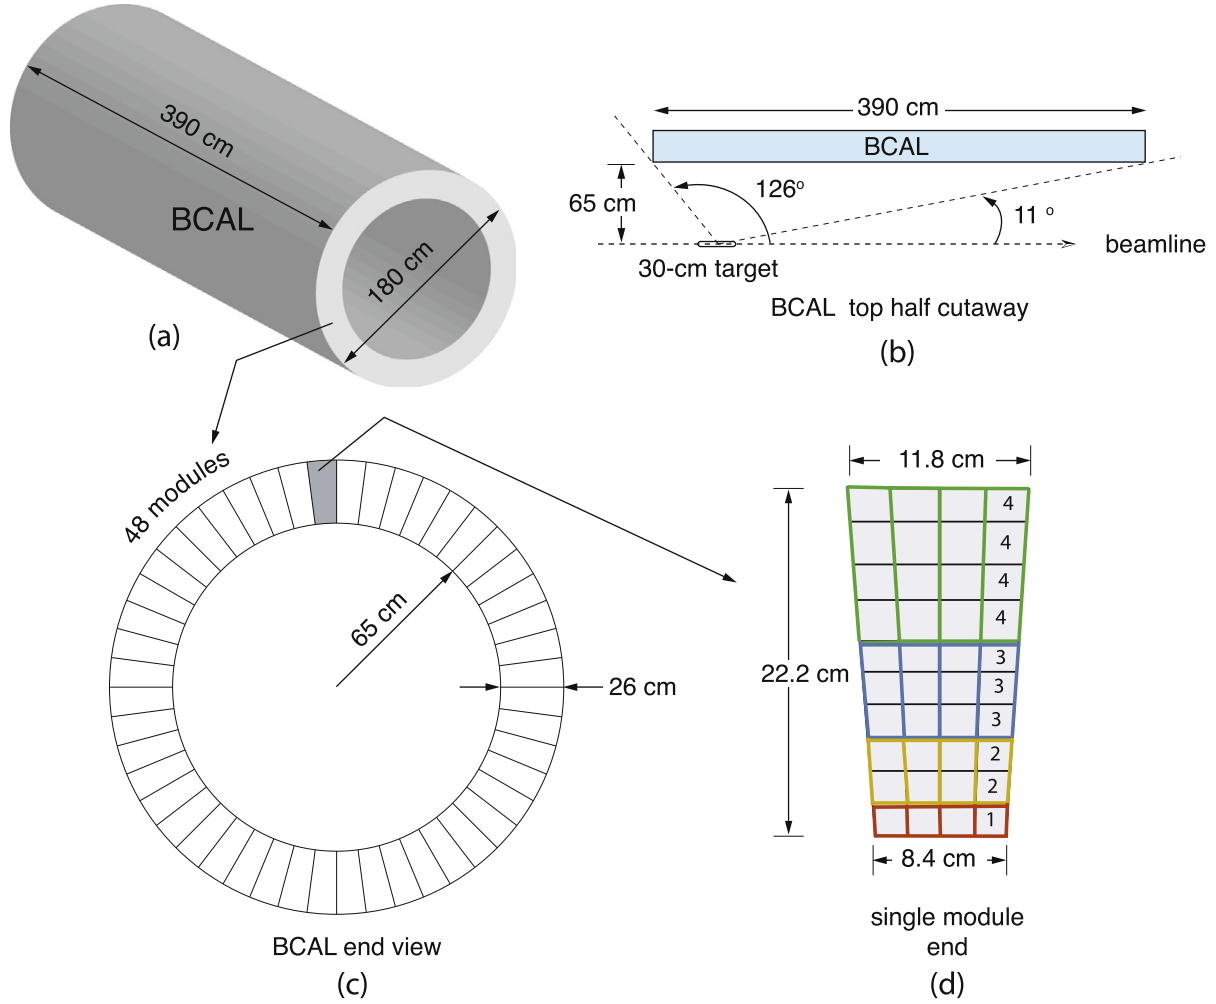 390 cm
BCAL
180 cm
(a)
390 cm
BCAL
65 cm
126º
11 º
30-cm target
beamline
BCAL top half cutaway
(b)
48 modules
65 cm
26 cm
BCAL end view
(c)
11.8 cm
4
4
4
4
22.2 cm
3
3
3
2
2
1
8.4 cm
single module
end
(d)